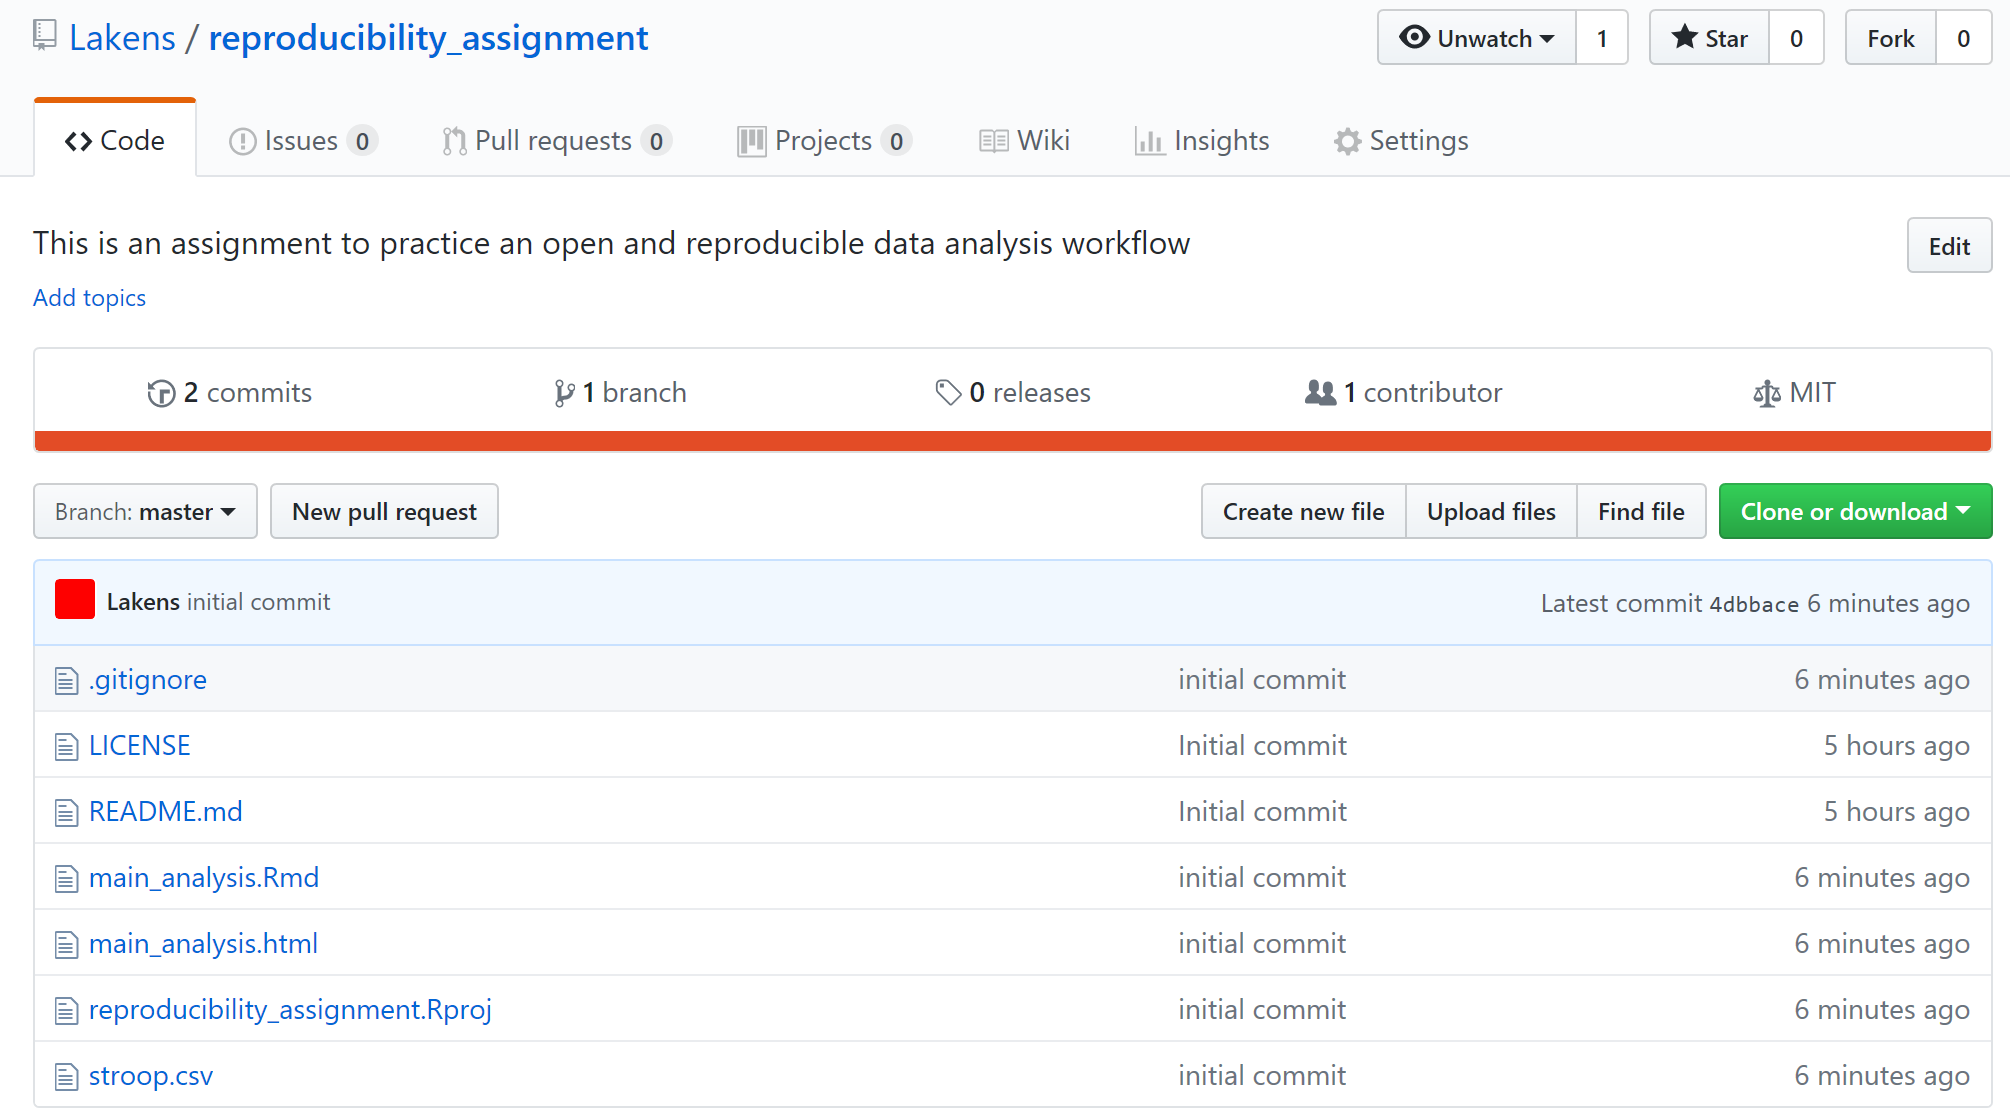 Lakens / reproducibility_assignment
Unwatch 1 Star 0 Fork 0
Code Issues 0 Pull requests 0 Projects 0 Wiki Insights Settings
This is an assignment to practice an open and reproducible data analysis workflow
Edit
Add topics
2 commits 1 branch 0 releases 1 contributor MIT
Branch: master New pull request Create new file Upload files Find file Clone or download
Lakens initial commit Latest commit 4dbbace 6 minutes ago
.gitignore initial commit 6 minutes ago
LICENSE Initial commit 5 hours ago
README.md Initial commit 5 hours ago
main_analysis.Rmd initial commit 6 minutes ago
main_analysis.html initial commit 6 minutes ago
reproducibility_assignment.Rproj initial commit 6 minutes ago
stroop.csv initial commit 6 minutes ago